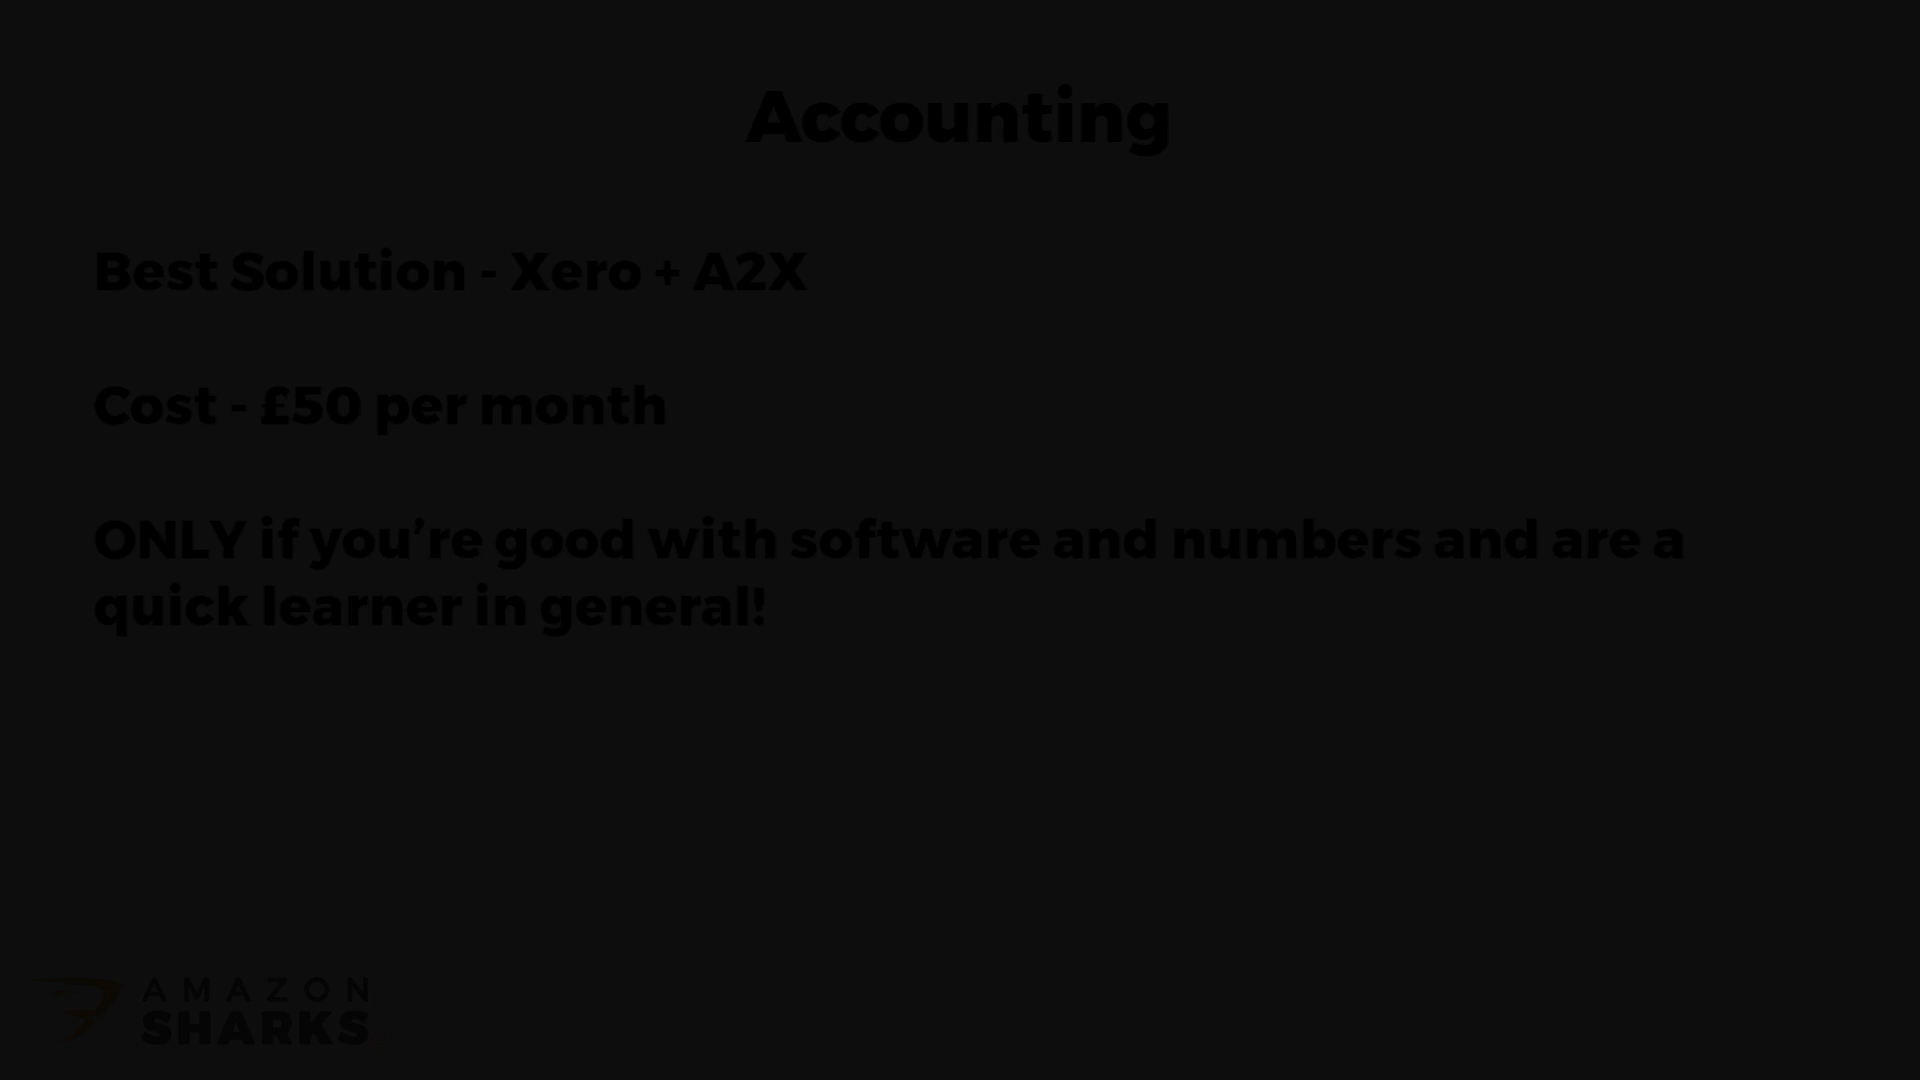 Accounting
Best Solution - Xero + A2X
Cost - £50 per month
ONLY if you’re good with software and numbers and are a
quick learner in general!
AMAZON
SHARKS